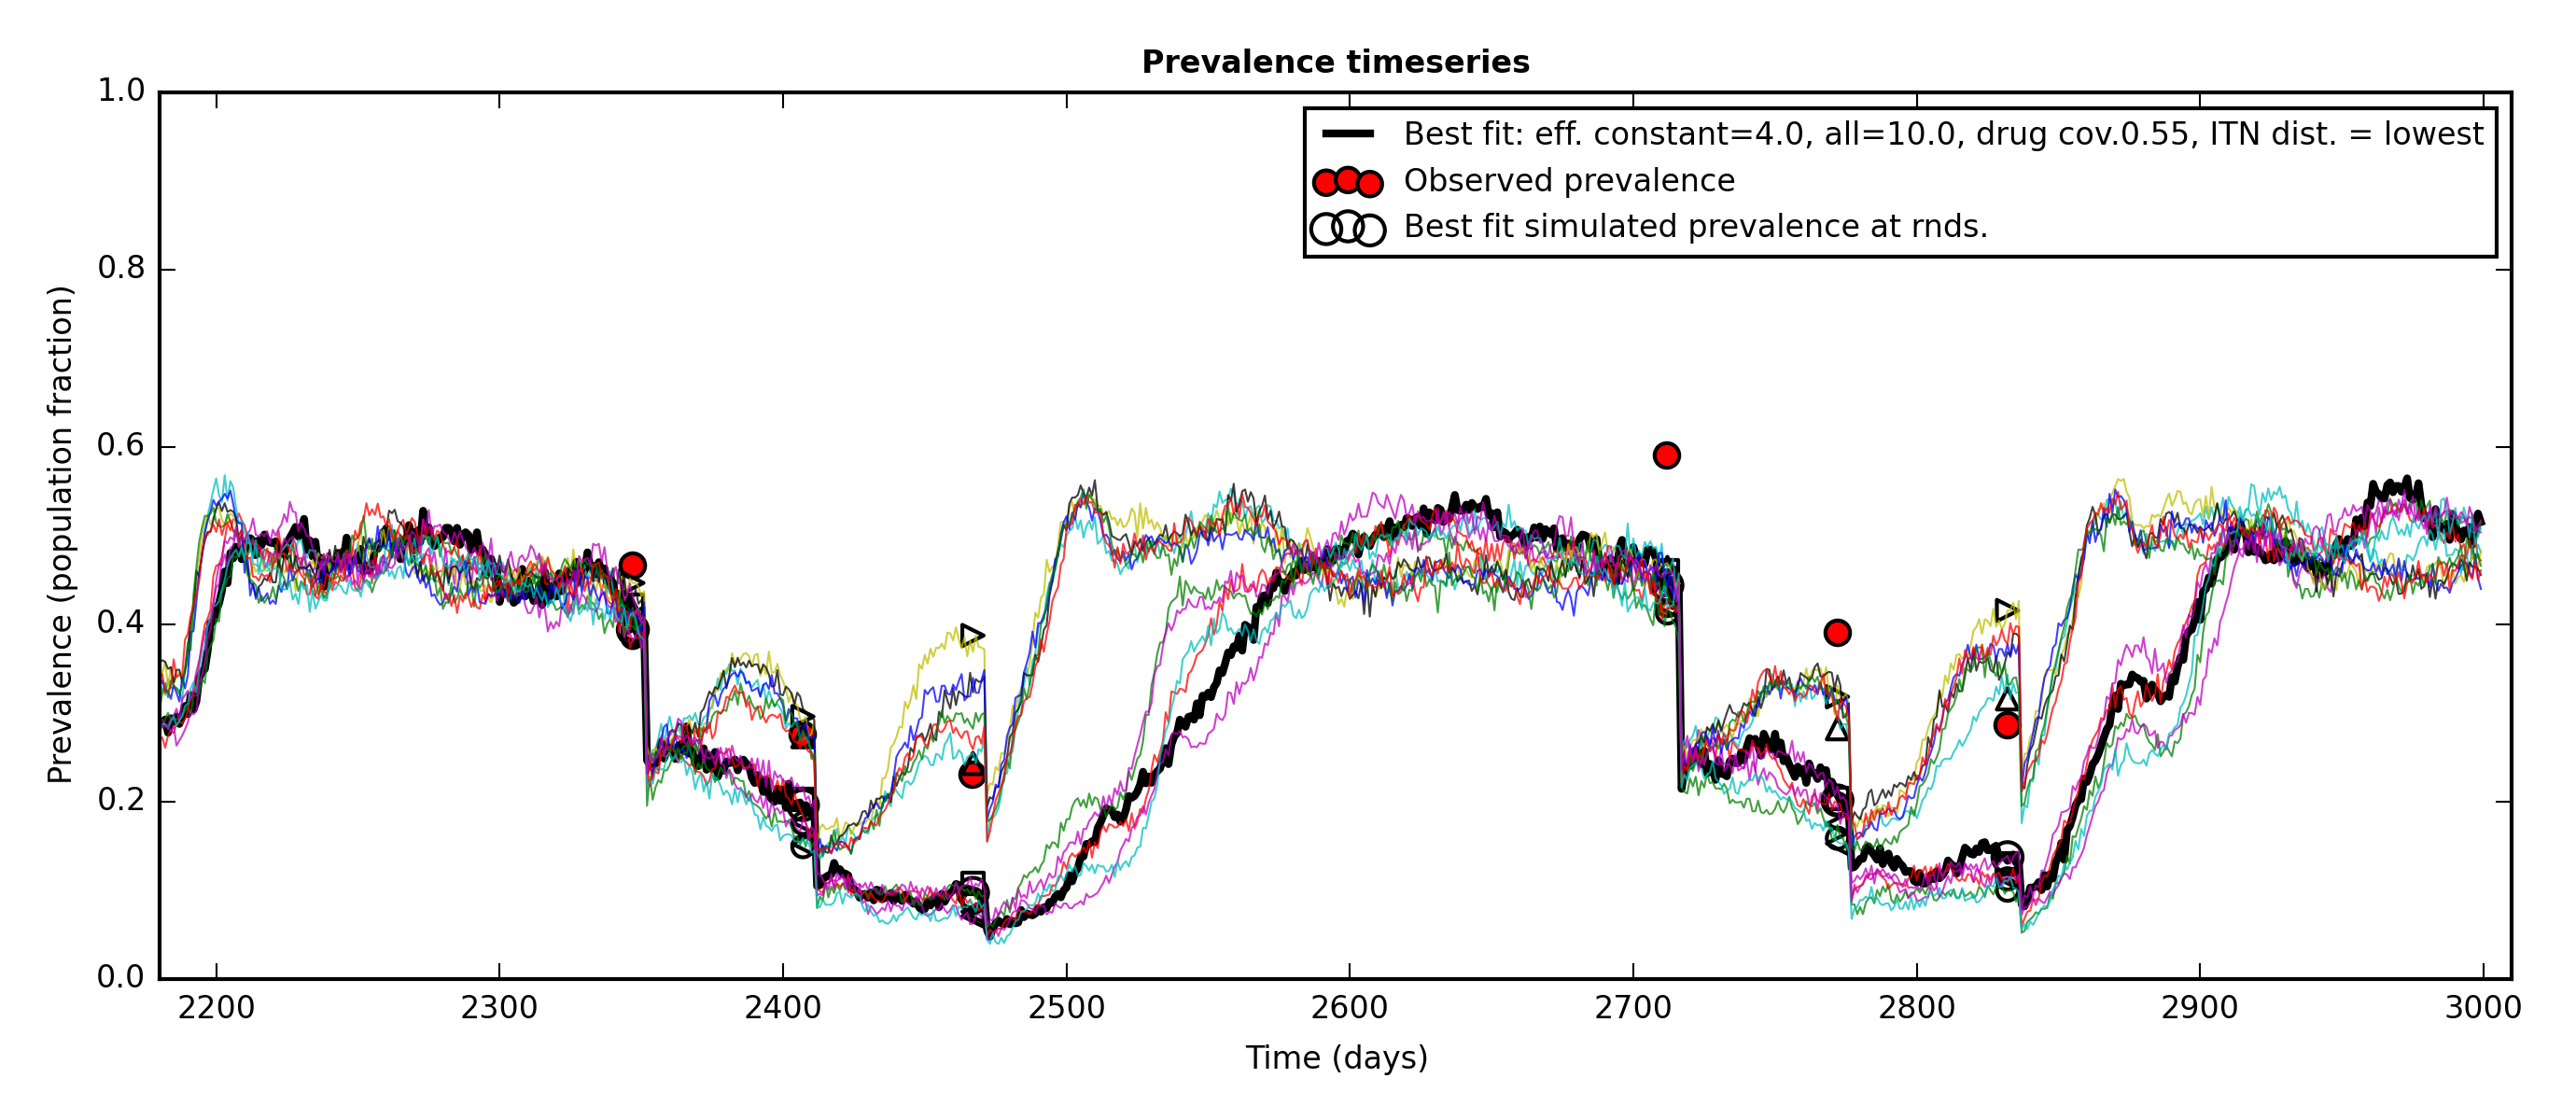 Prevalence timeseries
1.0
0.8
0.6
0.4
0.2
0.0
Prevalence (population fraction)
Best fit: eff. constant=4.0, all=10.0, drug cov.0.55, ITN dist. = lowest
Observed prevalence
Best fit simulated prevalence at rnds.
2200 2300 2400 2500 2600 2700 2800 2900 3000
Time (days)